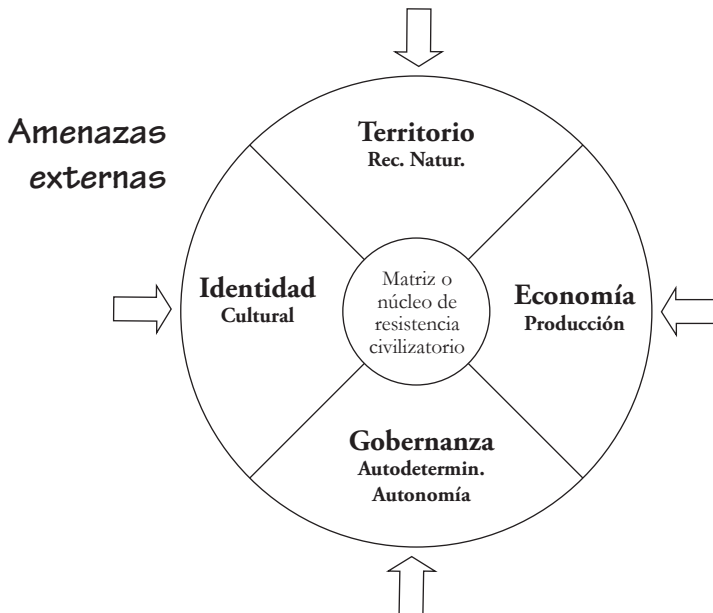 Amenazas
externas
Territorio
Rec. Natur.
Identidad
Cultural
Matriz o
núcleo de
resistencia
civilizatorio
Economía
Producción
Gobernanza
Autodetermin.
Autonomía